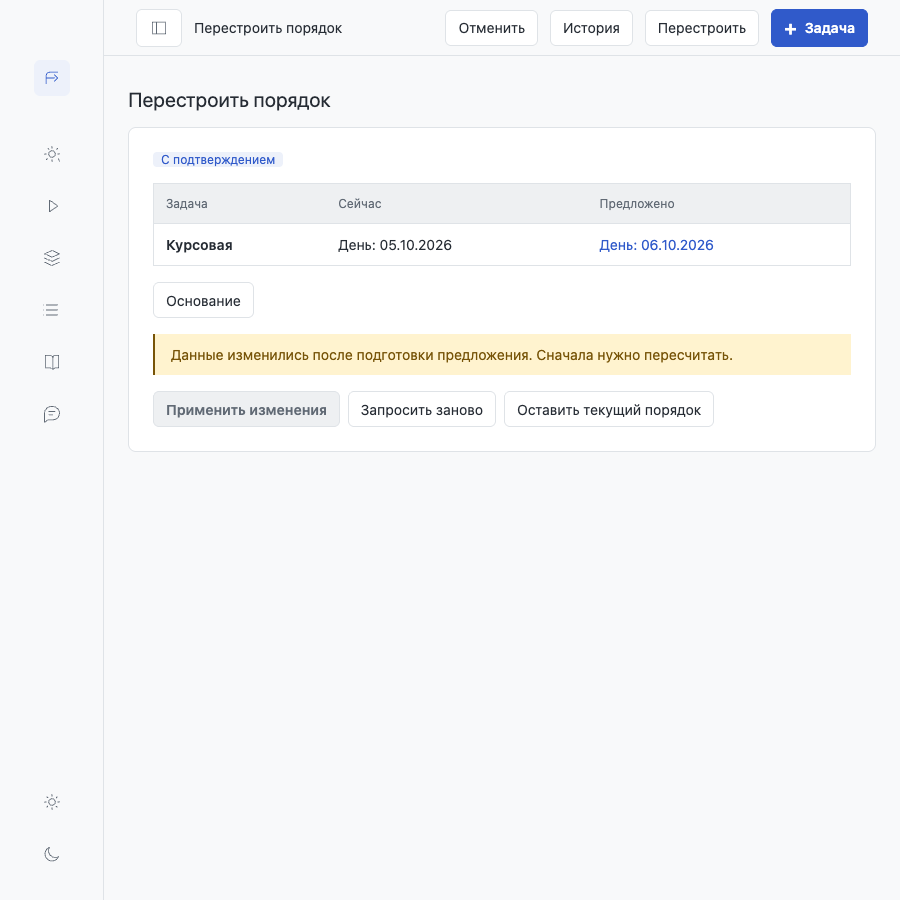 Перестроить порядок
Отменить
История
Перестроить
+ Задача
Перестроить порядок
С подтверждением
Задача Сейчас Предложено
Курсовая День: 05.10.2026 День: 06.10.2026
Основание
Данные изменились после подготовки предложения. Сначала нужно пересчитать.
Применить изменения
Запросить заново
Оставить текущий порядок